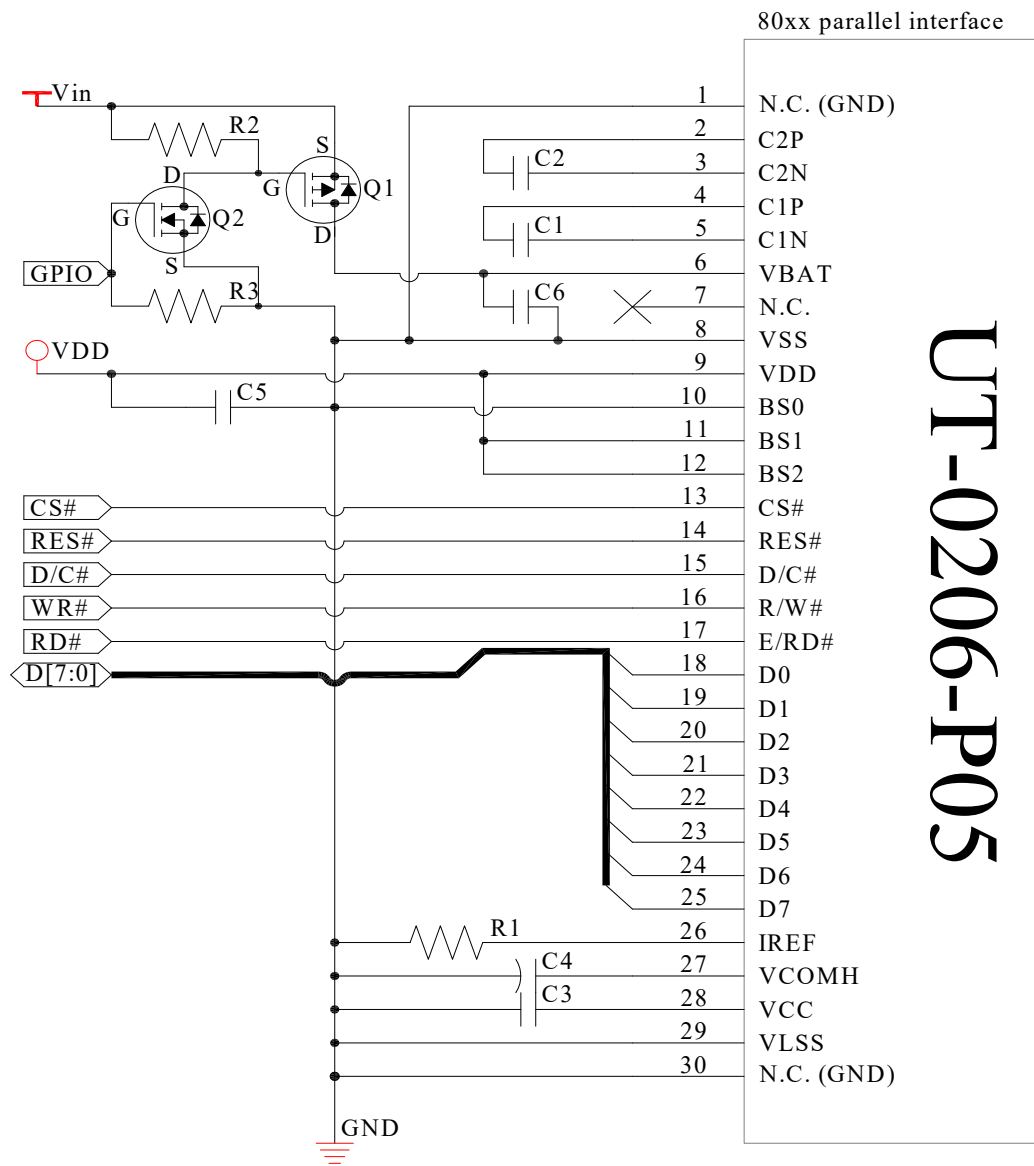 80xx parallel interface
Vin
R2
S
D
G
Q1
G
Q2
D
S
GPIO
R3
VDD
C5
C2
C1
C6
1 N.C. (GND)
2 C2P
3 C2N
4 C1P
5 C1N
6 VBAT
7 N.C.
8 VSS
9 VDD
10 BS0
11 BS1
12 BS2
CS# 13 CS#
RES# 14 RES#
D/C# 15 D/C#
WR# 16 R/W#
RD# 17 E/RD#
D[7:0] 18 D0
19 D1
20 D2
21 D3
22 D4
23 D5
24 D6
25 D7
R1 26 IREF
C4 27 VCOMH
C3 28 VCC
29 VLSS
30 N.C. (GND)
GND
UT-0206-P05